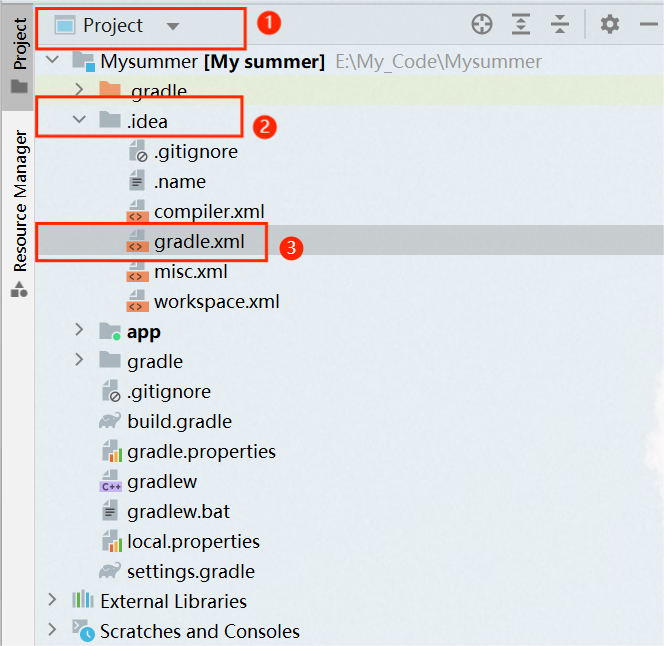 Project
Resource Manager
Project
1
Mysummer [My summer] E:\My_Code\Mysummer
.gradle
.idea
2
.gitignore
.name
compiler.xml
gradle.xml
3
misc.xml
workspace.xml
app
gradle
.gitignore
build.gradle
gradle.properties
C++
gradlew
gradlew.bat
local.properties
settings.gradle
External Libraries
Scratches and Consoles